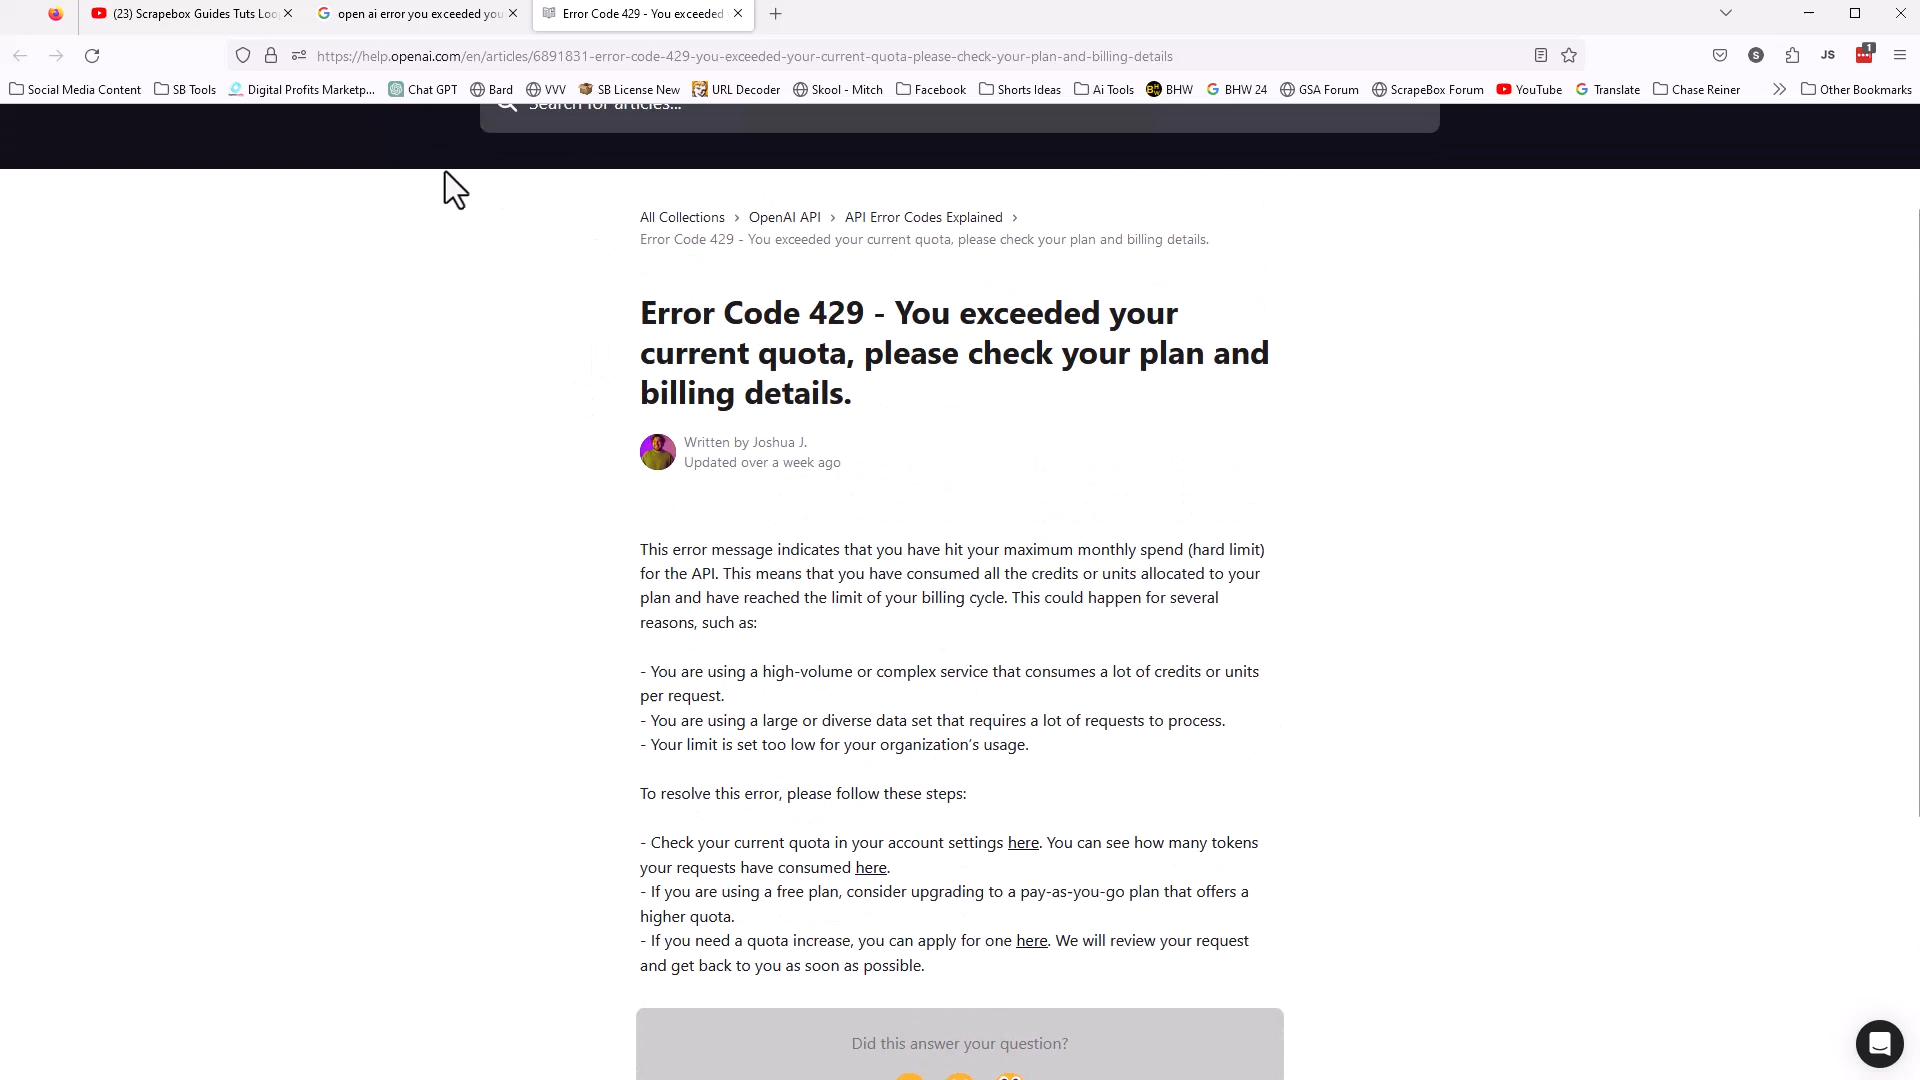 (23) Scrapebox Guides Tuts Loo
open ai error you exceeded you
Error Code 429 - You exceeded
https://help.openai.com/en/articles/6891831-error-code-429-you-exceeded-your-current-quota-please-check-your-plan-and-billing-details
S
JS
1
Social Media Content
SB Tools
Digital Profits Marketp...
Chat GPT
Bard
VVV
SB License New
URL Decoder
Skool - Mitch
Facebook
Shorts Ideas
Ai Tools
BHW
BHW 24
GSA Forum
ScrapeBox Forum
YouTube
Translate
Chase Reiner
Other Bookmarks
Search for articles...
All Collections > OpenAI API > API Error Codes Explained >
Error Code 429 - You exceeded your current quota, please check your plan and billing details.
Error Code 429 - You exceeded your
current quota, please check your plan and
billing details.
Written by Joshua J.
Updated over a week ago
This error message indicates that you have hit your maximum monthly spend (hard limit)
for the API. This means that you have consumed all the credits or units allocated to your
plan and have reached the limit of your billing cycle. This could happen for several
reasons, such as:
- You are using a high-volume or complex service that consumes a lot of credits or units
per request.
- You are using a large or diverse data set that requires a lot of requests to process.
- Your limit is set too low for your organization’s usage.
To resolve this error, please follow these steps:
- Check your current quota in your account settings here. You can see how many tokens
your requests have consumed here.
- If you are using a free plan, consider upgrading to a pay-as-you-go plan that offers a
higher quota.
- If you need a quota increase, you can apply for one here. We will review your request
and get back to you as soon as possible.
Did this answer your question?